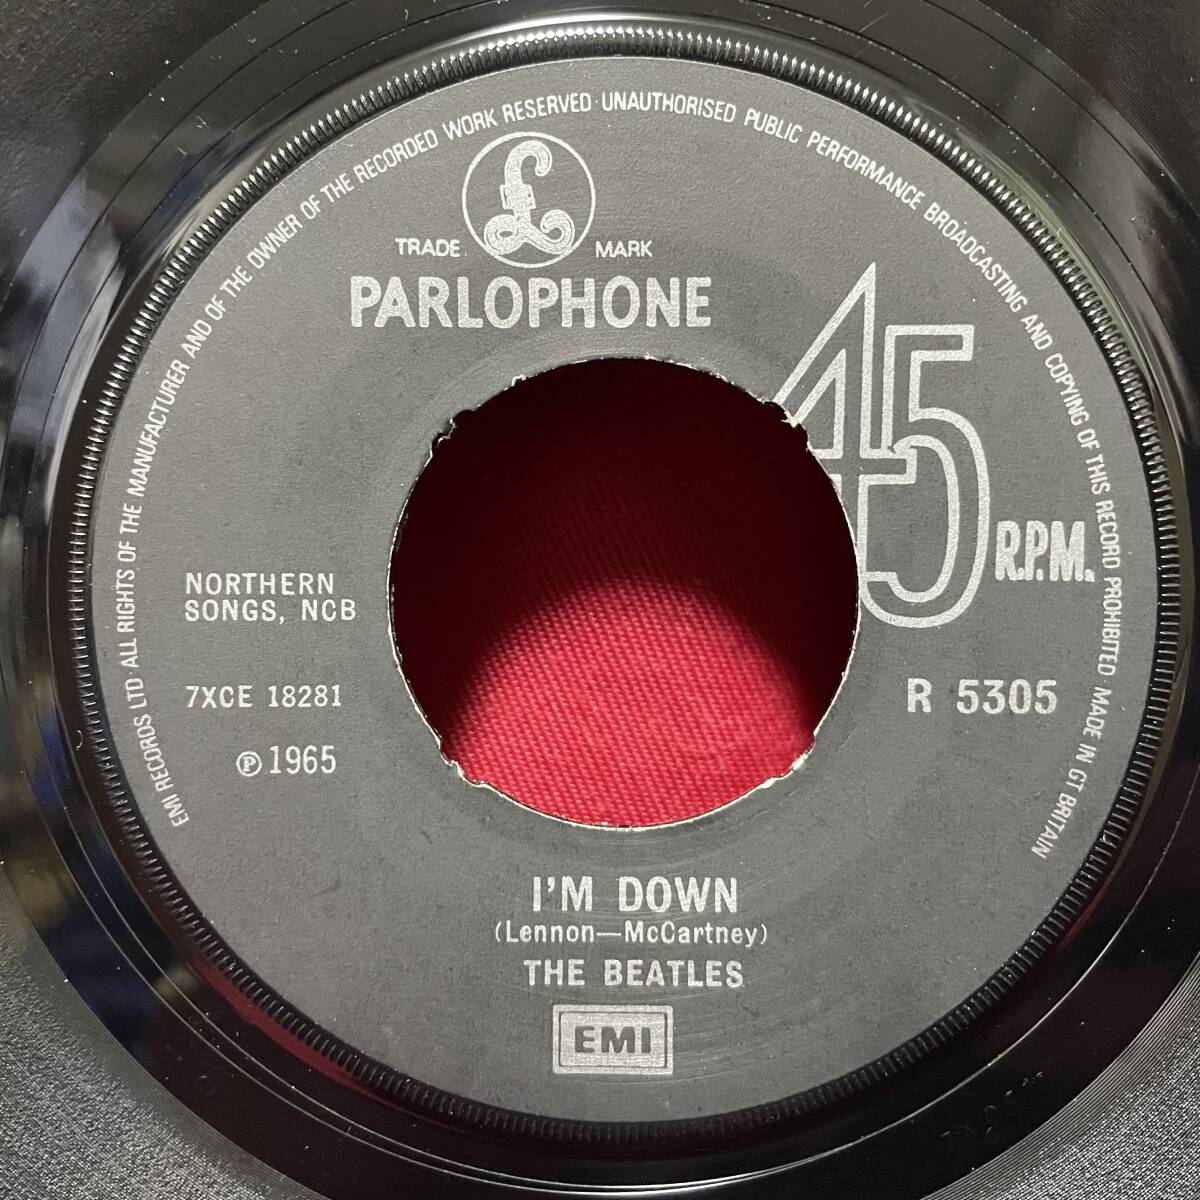 EMI RECORDS LTD · ALL RIGHTS OF THE MANUFACTURER AND OF THE OWNER OF THE RECORDED WORK RESERVED · UNAUTHORISED PUBLIC PERFORMANCE BROADCASTING AND COPYING OF THIS RECORD PROHIBITED MADE IN GT BRITAIN
£
TRADE MARK
PARLOPHONE
45
R.P.M.
NORTHERN
SONGS, NCB
7XCE 18281
℗ 1965
R 5305
I'M DOWN
(Lennon—McCartney)
THE BEATLES
EMI